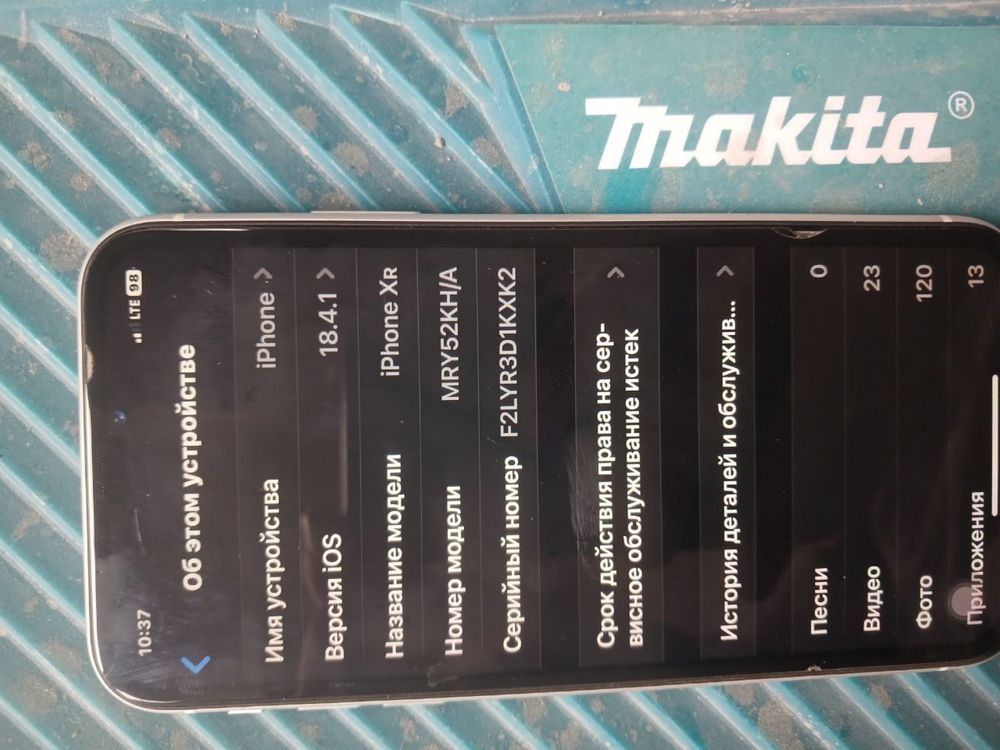 10:37 LTE 98
Об этом устройстве
Имя устройства iPhone
Версия iOS 18.4.1
Название модели iPhone Xr
Номер модели MRY52KH/A
Серийный номер F2LYR3D1KXK2
Срок действия права на сер-
висное обслуживание истек
История деталей и обслужив...
Песни 0
Видео 23
Фото 120
Приложения 13
makita®